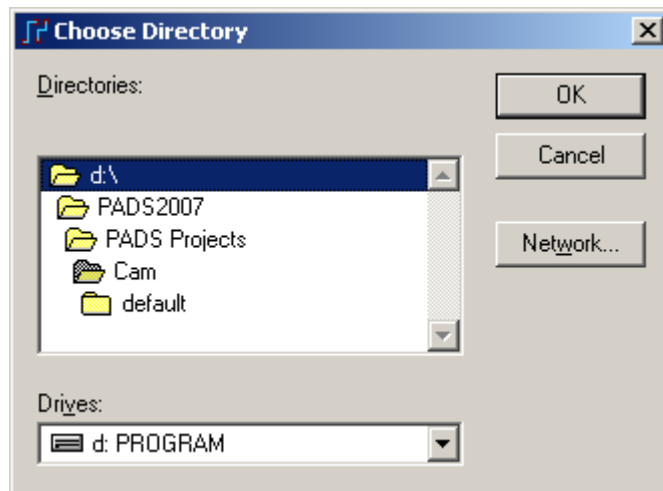 Choose Directory
Directories:
OK
Cancel
Network...
d:\
PADS2007
PADS Projects
Cam
default
Drives:
d: PROGRAM